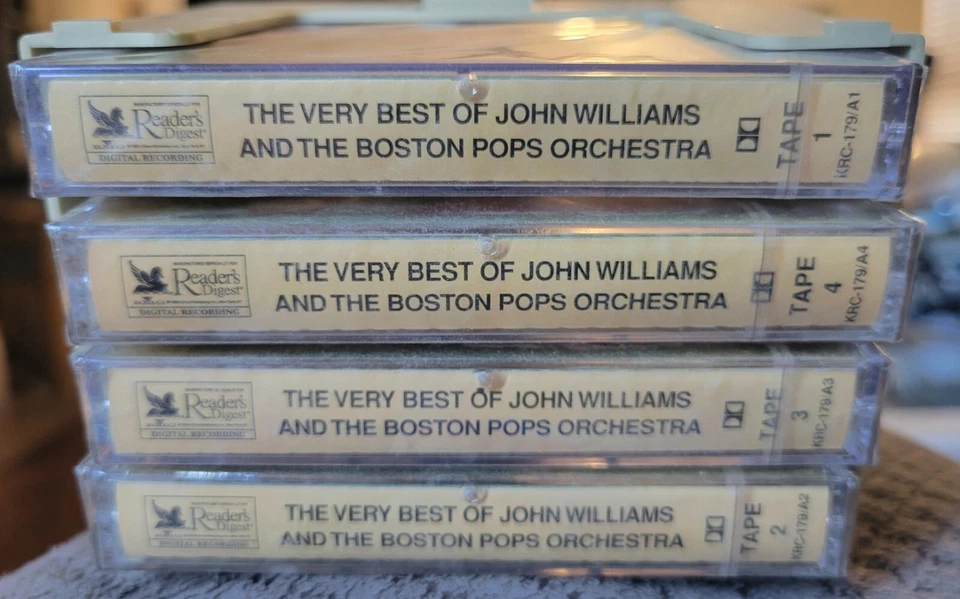 MANUFACTURED ESPECIALLY FOR
Reader's
Digest
DIGITAL RECORDING
THE VERY BEST OF JOHN WILLIAMS
AND THE BOSTON POPS ORCHESTRA
TAPE
1
KRC-179/A1
Reader's
Digest
DIGITAL RECORDING
THE VERY BEST OF JOHN WILLIAMS
AND THE BOSTON POPS ORCHESTRA
TAPE
4
KRC-179/A4
Reader's
Digest
DIGITAL RECORDING
THE VERY BEST OF JOHN WILLIAMS
AND THE BOSTON POPS ORCHESTRA
TAPE
3
KRC-179/A3
Reader's
Digest
DIGITAL RECORDING
THE VERY BEST OF JOHN WILLIAMS
AND THE BOSTON POPS ORCHESTRA
TAPE
2
KRC-179/A2